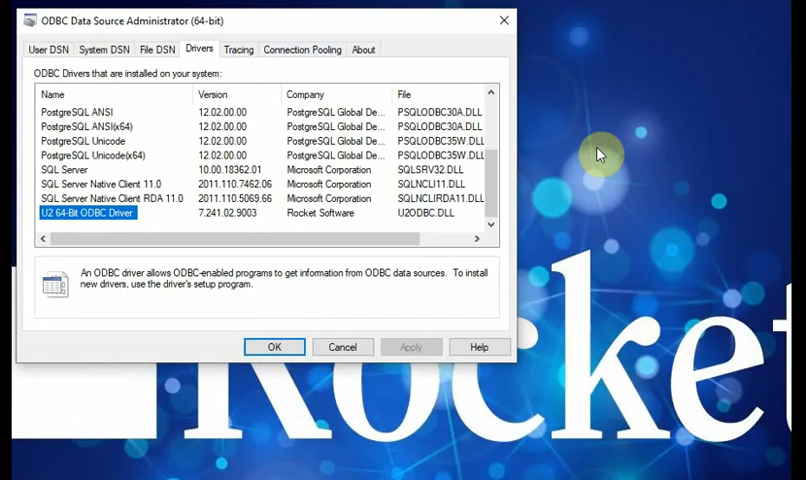 ODBC Data Source Administrator (64-bit)
User DSN System DSN File DSN Drivers Tracing Connection Pooling About
ODBC Drivers that are installed on your system:
Name Version Company File
PostgreSQL ANSI 12.02.00.00 PostgreSQL Global De... PSQLODBC30A.DLL
PostgreSQL ANSI(x64) 12.02.00.00 PostgreSQL Global De... PSQLODBC30A.DLL
PostgreSQL Unicode 12.02.00.00 PostgreSQL Global De... PSQLODBC35W.DLL
PostgreSQL Unicode(x64) 12.02.00.00 PostgreSQL Global De... PSQLODBC35W.DLL
SQL Server 10.00.18362.01 Microsoft Corporation SQLSRV32.DLL
SQL Server Native Client 11.0 2011.110.7462.06 Microsoft Corporation SQLNCLI11.DLL
SQL Server Native Client RDA 11.0 2011.110.5069.66 Microsoft Corporation SQLNCLIRDA11.DLL
U2 64-Bit ODBC Driver 7.241.02.9003 Rocket Software U2ODBC.DLL
An ODBC driver allows ODBC-enabled programs to get information from ODBC data sources. To install
new drivers, use the driver's setup program.
OK Cancel Apply Help
Rocket